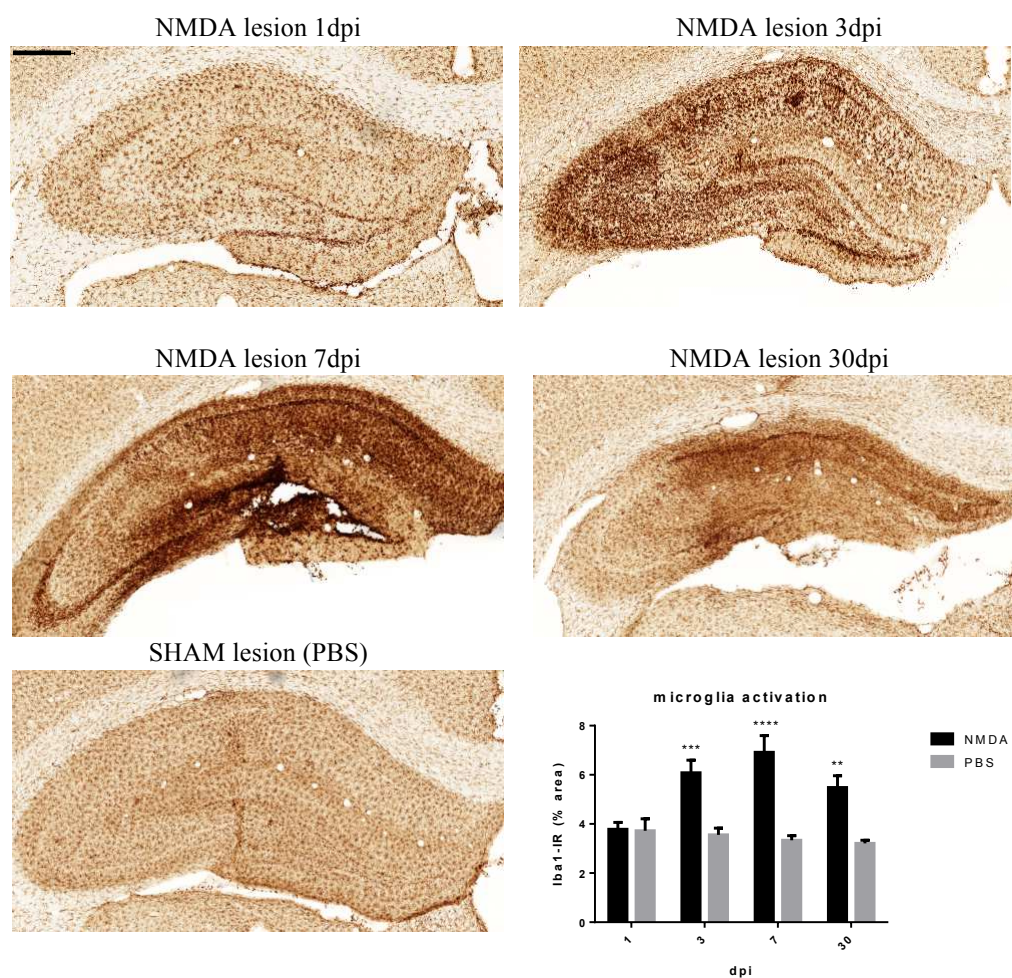 NMDA lesion 1dpi
NMDA lesion 3dpi
NMDA lesion 7dpi
NMDA lesion 30dpi
SHAM lesion (PBS)
microglia activation
8
6
4
2
0
Iba1-IR (% area)
***
****
**
NMDA
PBS
1
3
7
30
dpi